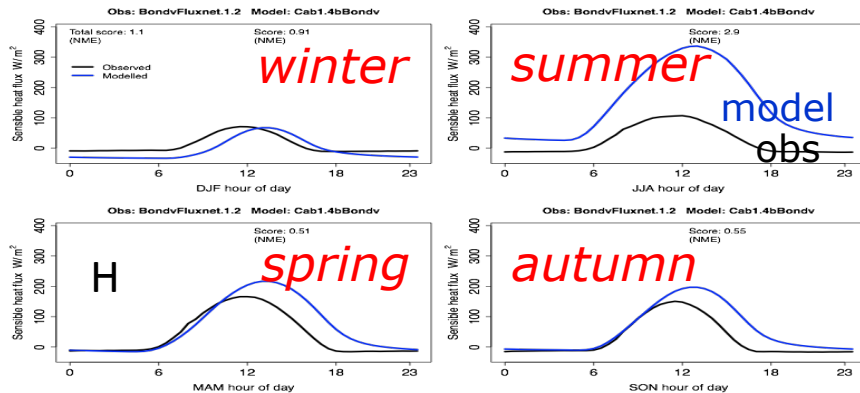 Obs: BondvFluxnet.1.2 Model: Cab1.4bBondv
Total score: 1.1
(NME)
Score: 0.91
(NME)
winter
Observed
Modelled
Sensible heat flux W/m²
400
300
200
100
0
0 6 12 18 23
DJF hour of day
Obs: BondvFluxnet.1.2 Model: Cab1.4bBondv
Score: 2.9
(NME)
summer
model
obs
Sensible heat flux W/m²
400
300
200
100
0
0 6 12 18 23
JJA hour of day
Obs: BondvFluxnet.1.2 Model: Cab1.4bBondv
Score: 0.51
(NME)
H
spring
Sensible heat flux W/m²
400
300
200
100
0
0 6 12 18 23
MAM hour of day
Obs: BondvFluxnet.1.2 Model: Cab1.4bBondv
Score: 0.55
(NME)
autumn
Sensible heat flux W/m²
400
300
200
100
0
0 6 12 18 23
SON hour of day